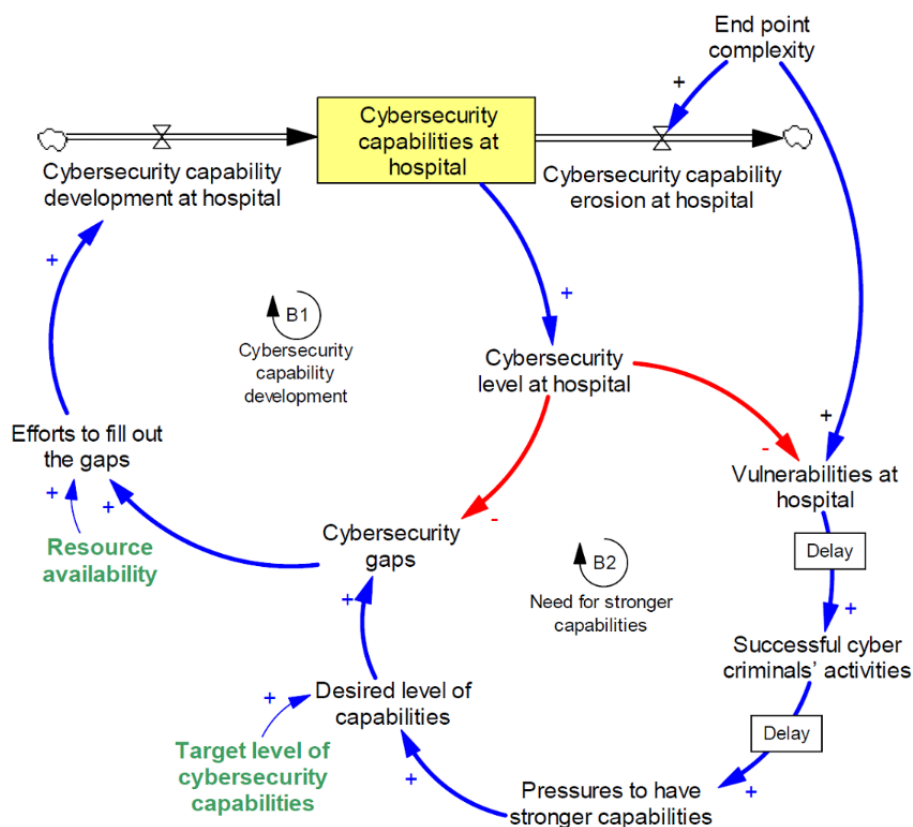 End point
complexity
+
Cybersecurity
capabilities at
hospital
Cybersecurity capability
development at hospital
Cybersecurity capability
erosion at hospital
+
+
B1
Cybersecurity
capability
development
Cybersecurity
level at hospital
+
-
Efforts to fill out
the gaps
Vulnerabilities at
hospital
+
+
-
Resource
availability
Cybersecurity
gaps
Delay
B2
Need for stronger
capabilities
+
+
Successful cyber
criminals' activities
+
Desired level of
capabilities
Delay
Target level of
cybersecurity
capabilities
+
+
Pressures to have
stronger capabilities